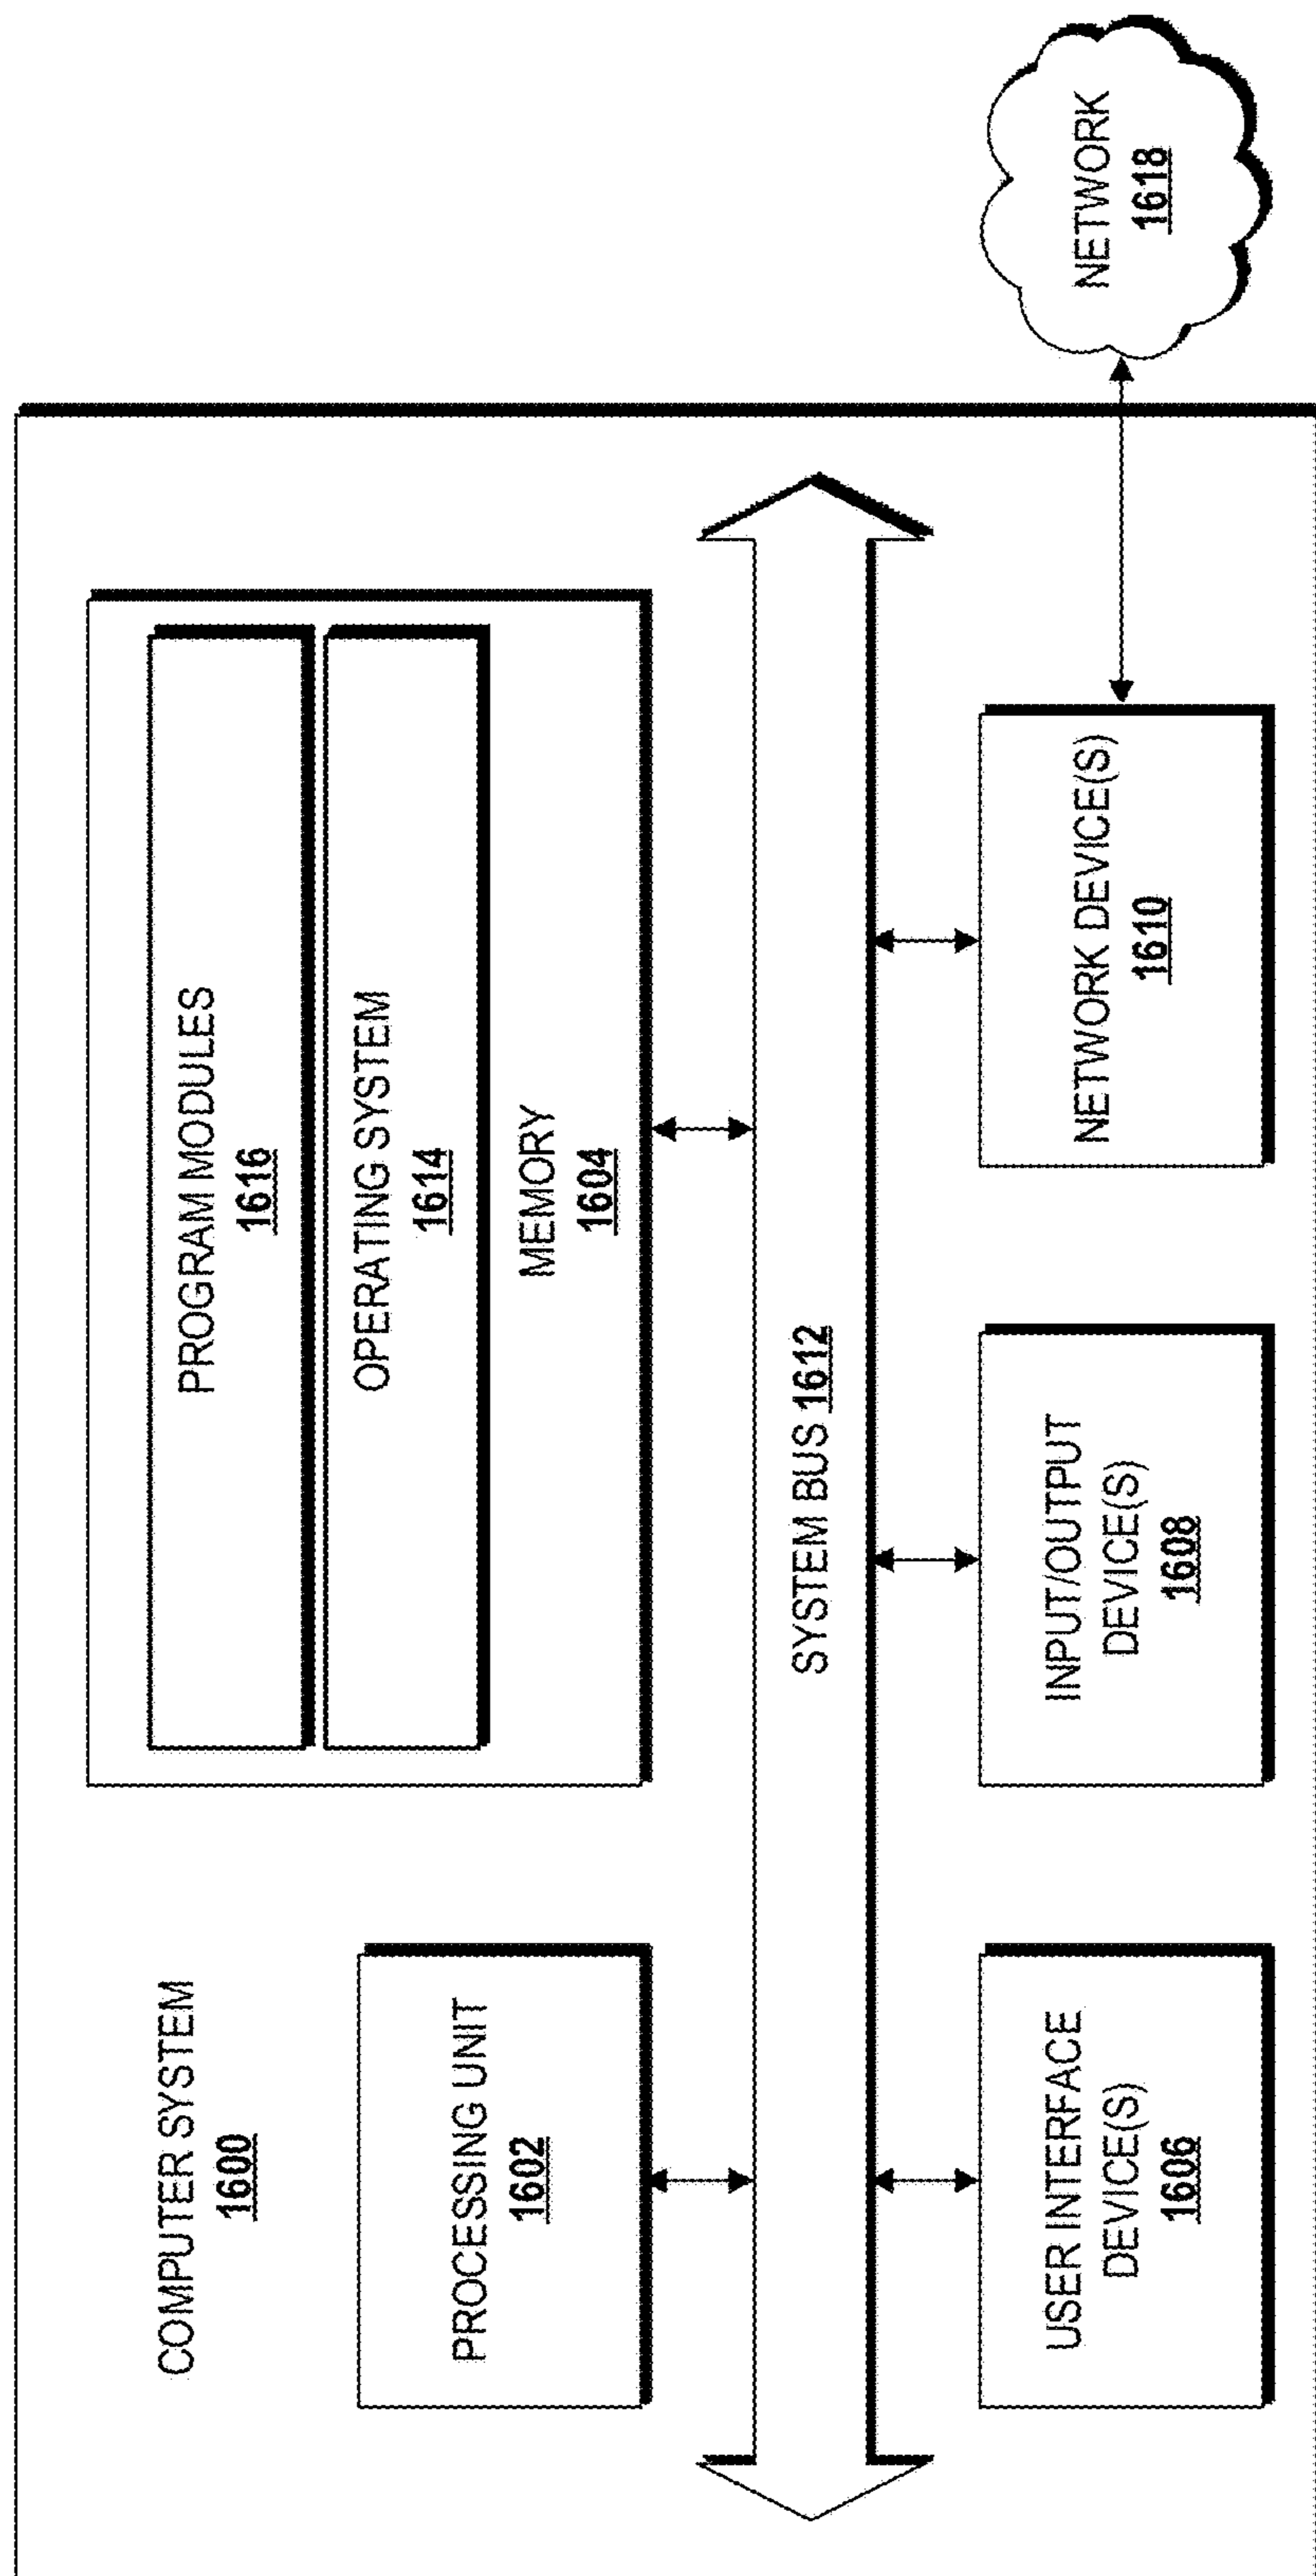 COMPUTER SYSTEM
1600
PROCESSING UNIT
1602
PROGRAM MODULES
1616
OPERATING SYSTEM
1614
MEMORY
1604
SYSTEM BUS 1612
USER INTERFACE
DEVICE(S)
1606
INPUT/OUTPUT
DEVICE(S)
1608
NETWORK DEVICE(S)
1610
NETWORK
1618